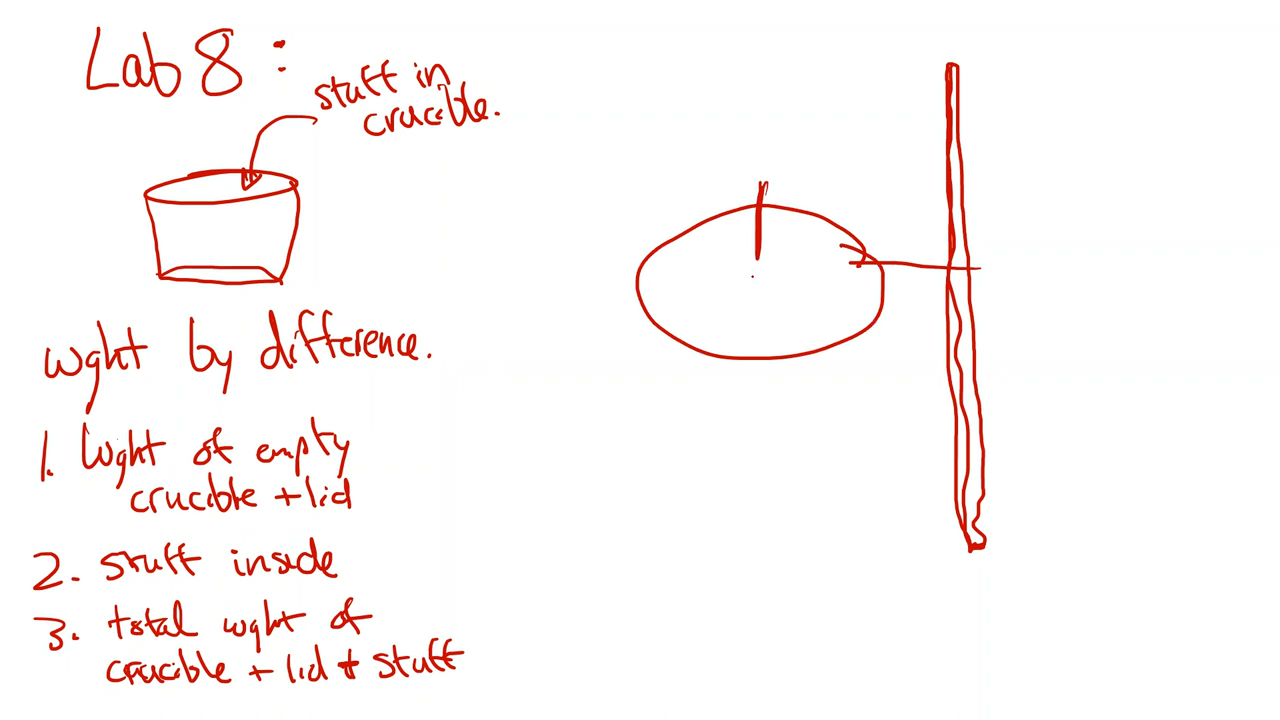 Lab 8 :
stuff in
crucible.
wght by difference.
1. Wght of empty
crucible + lid
2. stuff inside
3. total wght of
crucible + lid + stuff